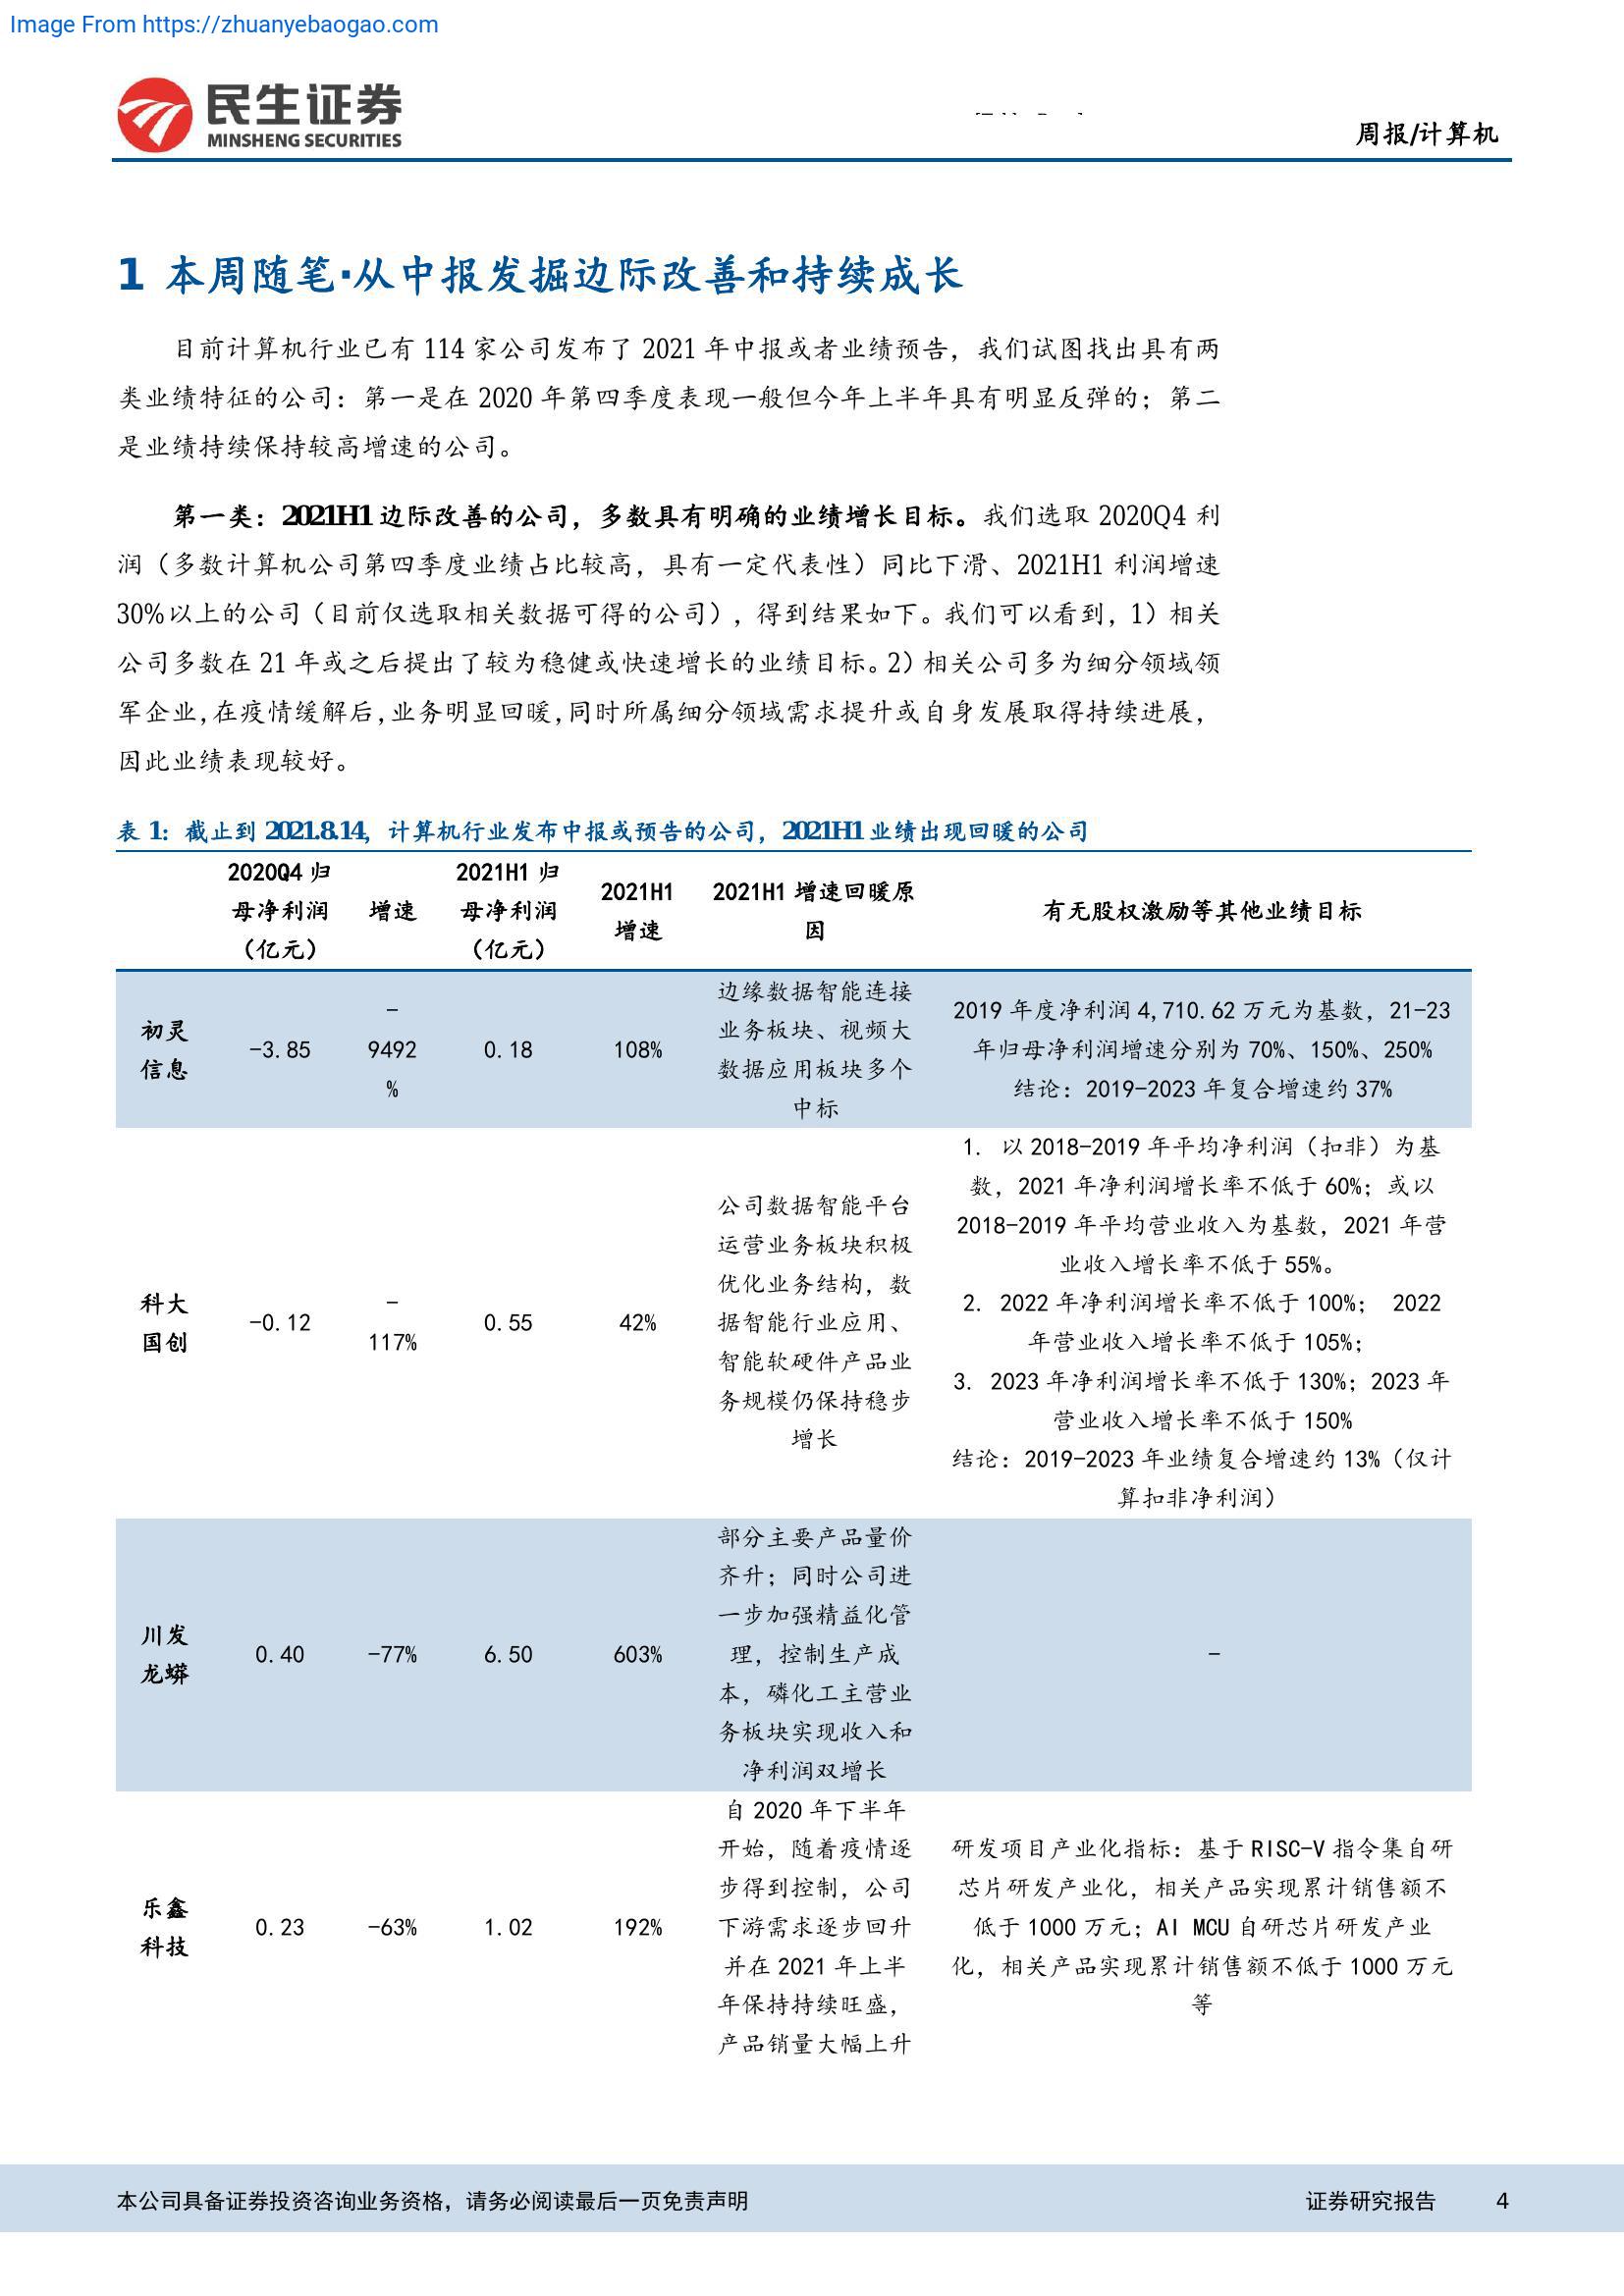 Image From https://zhuanyebaogao.com
民生证券
MINSHENG SECURITIES
周报/计算机
1 本周随笔·从中报发掘边际改善和持续成长
目前计算机行业已有 114 家公司发布了 2021 年中报或者业绩预告，我们试图找出具有两
类业绩特征的公司：第一是在 2020 年第四季度表现一般但今年上半年具有明显反弹的；第二
是业绩持续保持较高增速的公司。
第一类：2021H1 边际改善的公司，多数具有明确的业绩增长目标。我们选取 2020Q4 利
润（多数计算机公司第四季度业绩占比较高，具有一定代表性）同比下滑、2021H1 利润增速
30%以上的公司（目前仅选取相关数据可得的公司），得到结果如下。我们可以看到，1）相关
公司多数在 21 年或之后提出了较为稳健或快速增长的业绩目标。2）相关公司多为细分领域领
军企业，在疫情缓解后，业务明显回暖，同时所属细分领域需求提升或自身发展取得持续进展，
因此业绩表现较好。
表 1：截止到 2021.8.14，计算机行业发布中报或预告的公司，2021H1 业绩出现回暖的公司
2020Q4 归
母净利润
（亿元）
增速
2021H1 归
母净利润
（亿元）
2021H1
增速
2021H1 增速回暖原
因
有无股权激励等其他业绩目标
初灵
信息
-3.85
-
9492
%
0.18
108%
边缘数据智能连接
业务板块、视频大
数据应用板块多个
中标
2019 年度净利润 4,710.62 万元为基数，21-23
年归母净利润增速分别为 70%、150%、250%
结论：2019-2023 年复合增速约 37%
科大
国创
-0.12
-
117%
0.55
42%
公司数据智能平台
运营业务板块积极
优化业务结构，数
据智能行业应用、
智能软硬件产品业
务规模仍保持稳步
增长
1. 以 2018-2019 年平均净利润（扣非）为基
数，2021 年净利润增长率不低于 60%；或以
2018-2019 年平均营业收入为基数，2021 年营
业收入增长率不低于 55%。
2. 2022 年净利润增长率不低于 100%； 2022
年营业收入增长率不低于 105%；
3. 2023 年净利润增长率不低于 130%；2023 年
营业收入增长率不低于 150%
结论：2019-2023 年业绩复合增速约 13%（仅计
算扣非净利润）
川发
龙蟒
0.40
-77%
6.50
603%
部分主要产品量价
齐升；同时公司进
一步加强精益化管
理，控制生产成
本，磷化工主营业
务板块实现收入和
净利润双增长
-
乐鑫
科技
0.23
-63%
1.02
192%
自 2020 年下半年
开始，随着疫情逐
步得到控制，公司
下游需求逐步回升
并在 2021 年上半
年保持持续旺盛，
产品销量大幅上升
研发项目产业化指标：基于 RISC-V 指令集自研
芯片研发产业化，相关产品实现累计销售额不
低于 1000 万元；AI MCU 自研芯片研发产业
化，相关产品实现累计销售额不低于 1000 万元
等
本公司具备证券投资咨询业务资格，请务必阅读最后一页免责声明
证券研究报告
4